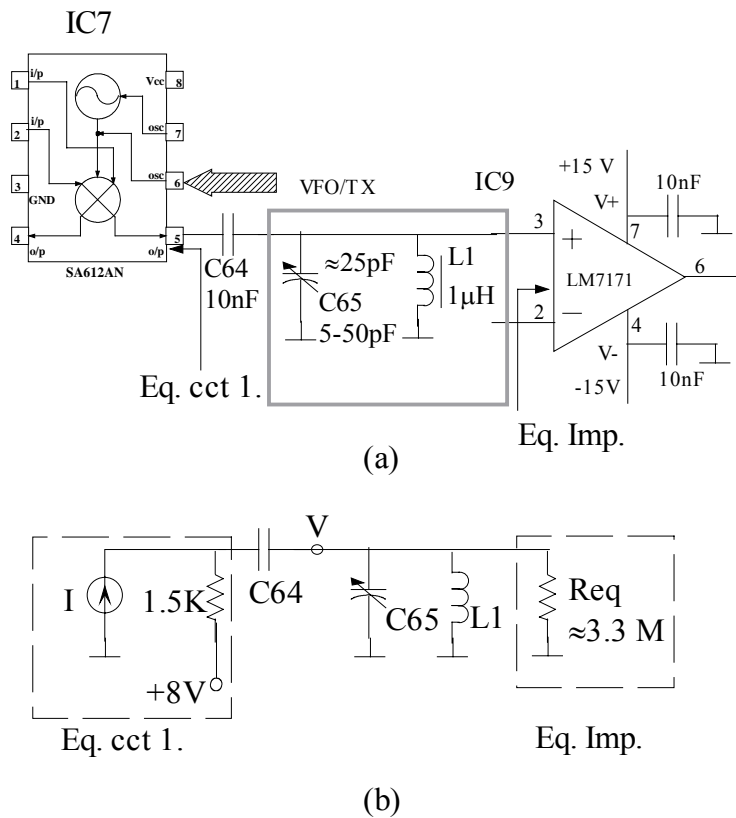 IC7
1 i/p Vcc 8
2 i/p osc 7
3 GND osc 6
4 o/p o/p 5
SA612AN
VFO/TX
IC9
+15 V
10nF
V+
7
3
+
LM7171
6
2
−
4
V-
10nF
-15V
C64
10nF
≈25pF
C65
5-50pF
L1
1μH
Eq. cct 1.
Eq. Imp.
(a)
V
I
1.5K
C64
C65
L1
Req
≈3.3 M
+8V
Eq. cct 1.
Eq. Imp.
(b)